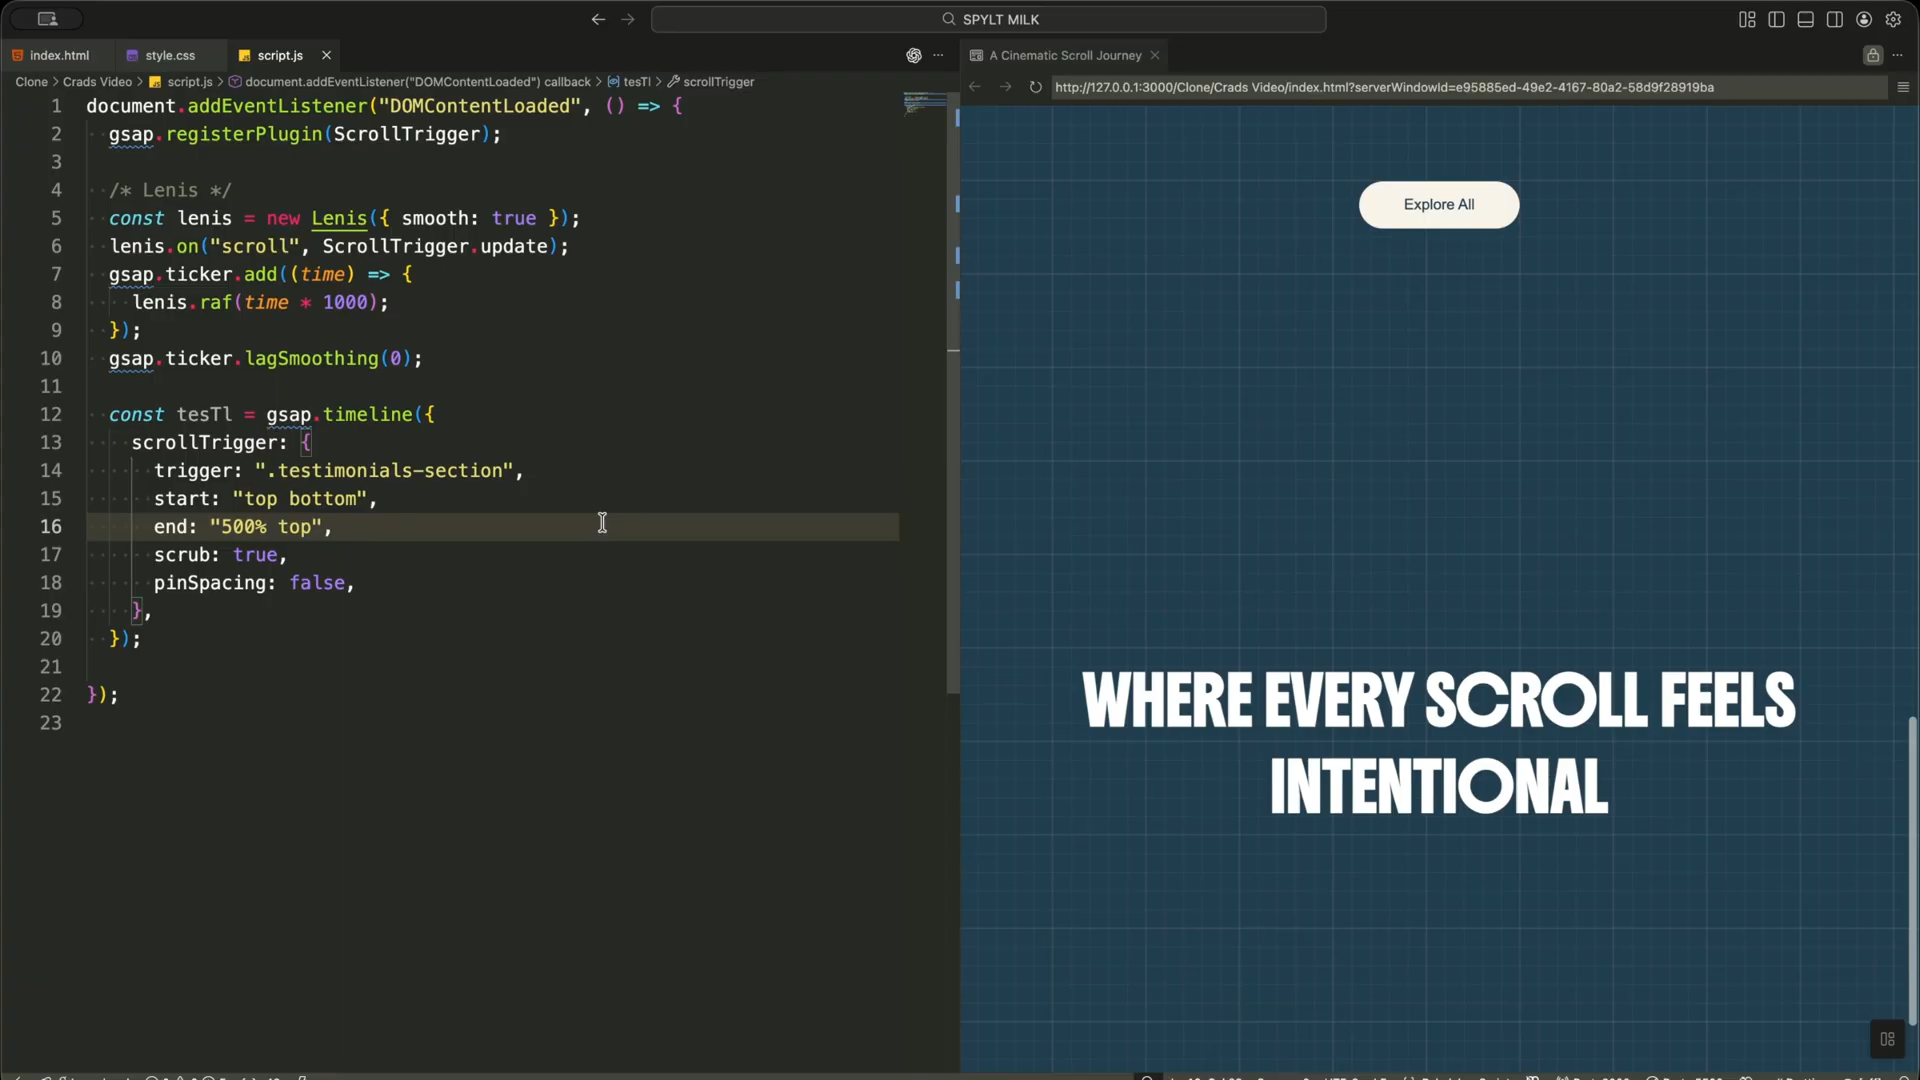 SPYLT MILK
index.html
style.css
script.js
A Cinematic Scroll Journey
Clone > Crads Video > script.js > document.addEventListener("DOMContentLoaded") callback > tesTl > scrollTrigger
http://127.0.0.1:3000/Clone/Crads Video/index.html?serverWindowId=e95885ed-49e2-4167-80a2-58d9f28919ba
1 document.addEventListener("DOMContentLoaded", () => {
2 gsap.registerPlugin(ScrollTrigger);
3
4 /* Lenis */
5 const lenis = new Lenis({ smooth: true });
6 lenis.on("scroll", ScrollTrigger.update);
7 gsap.ticker.add((time) => {
8 lenis.raf(time * 1000);
9 });
10 gsap.ticker.lagSmoothing(0);
11
12 const tesTl = gsap.timeline({
13 scrollTrigger: {
14 trigger: ".testimonials-section",
15 start: "top bottom",
16 end: "500% top",
17 scrub: true,
18 pinSpacing: false,
19 },
20 });
21
22 });
23
Explore All
WHERE EVERY SCROLL FEELS
INTENTIONAL